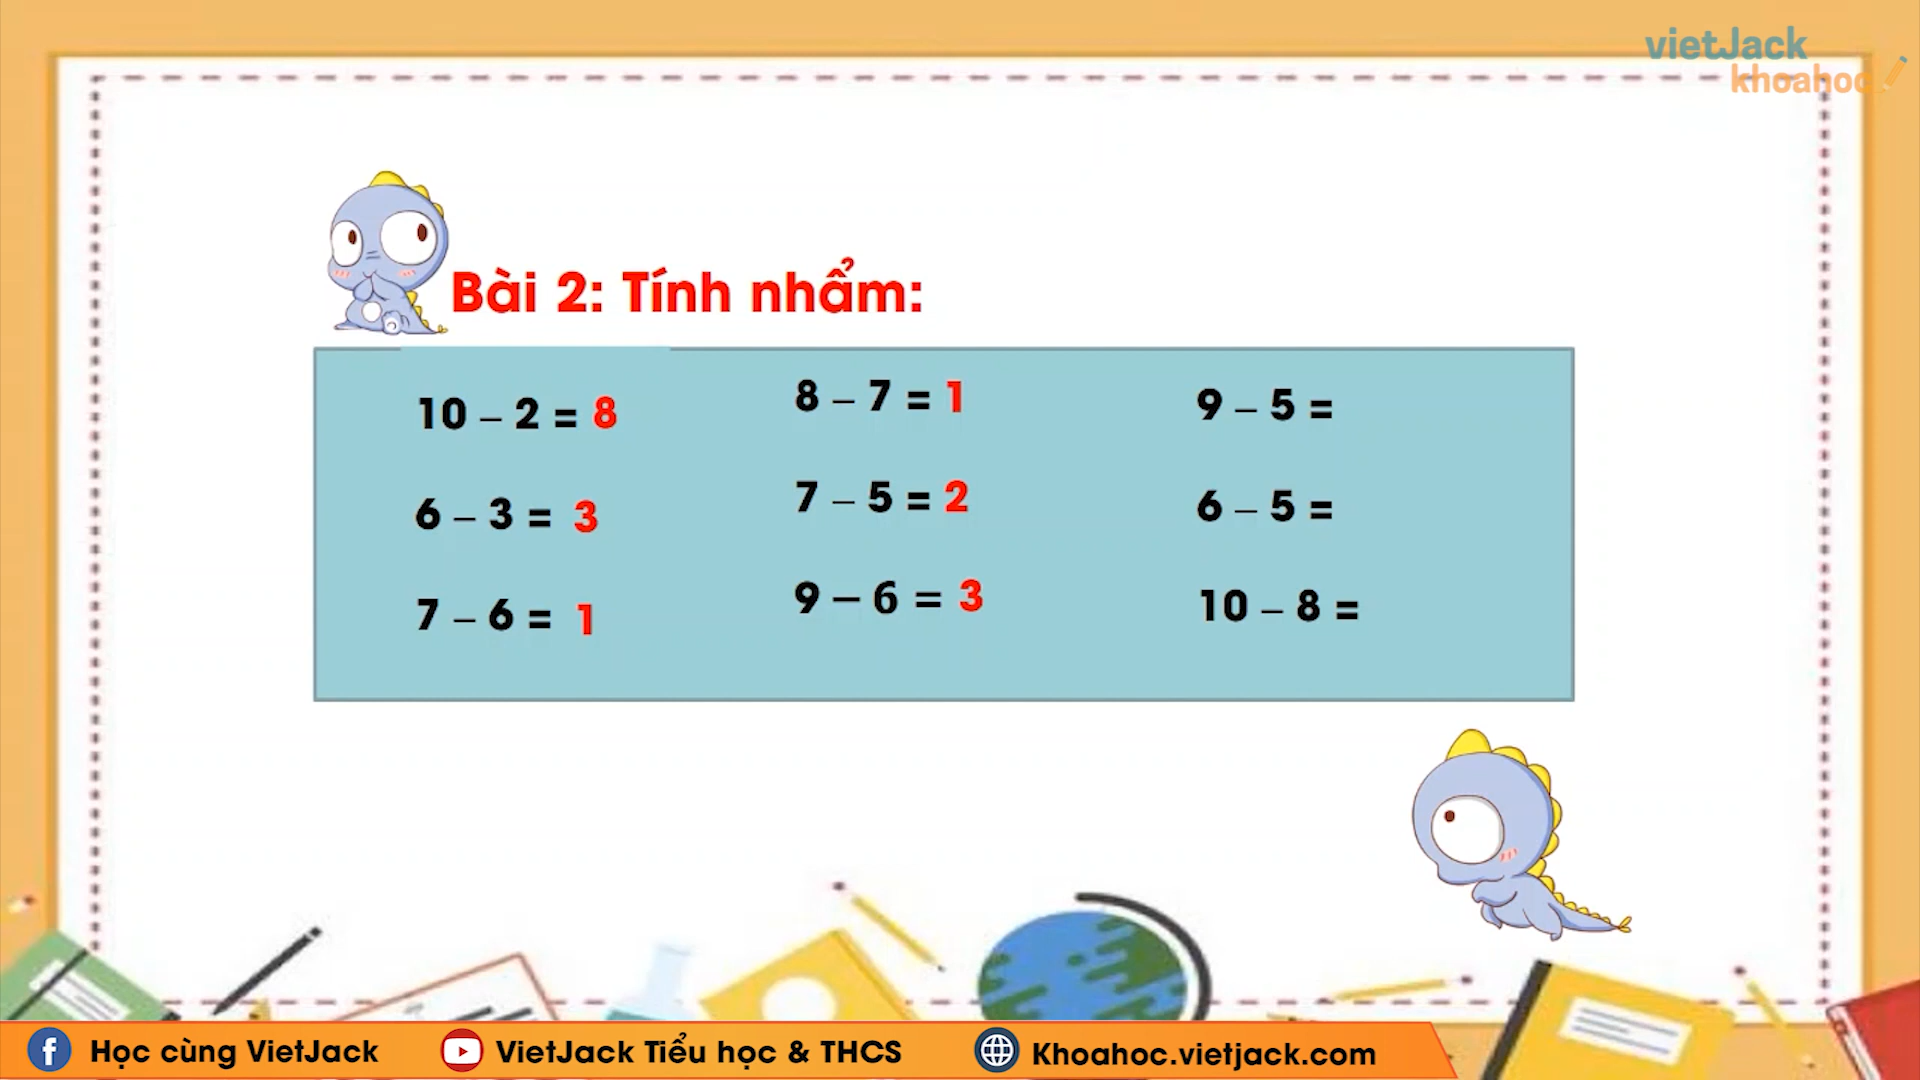 vietJack
khoahoc
Bài 2: Tính nhẩm:
10 – 2 = 8
6 – 3 = 3
7 – 6 = 1
8 – 7 = 1
7 – 5 = 2
9 – 6 = 3
9 – 5 =
6 – 5 =
10 – 8 =
Học cùng VietJack
VietJack Tiểu học & THCS
Khoahoc.vietjack.com